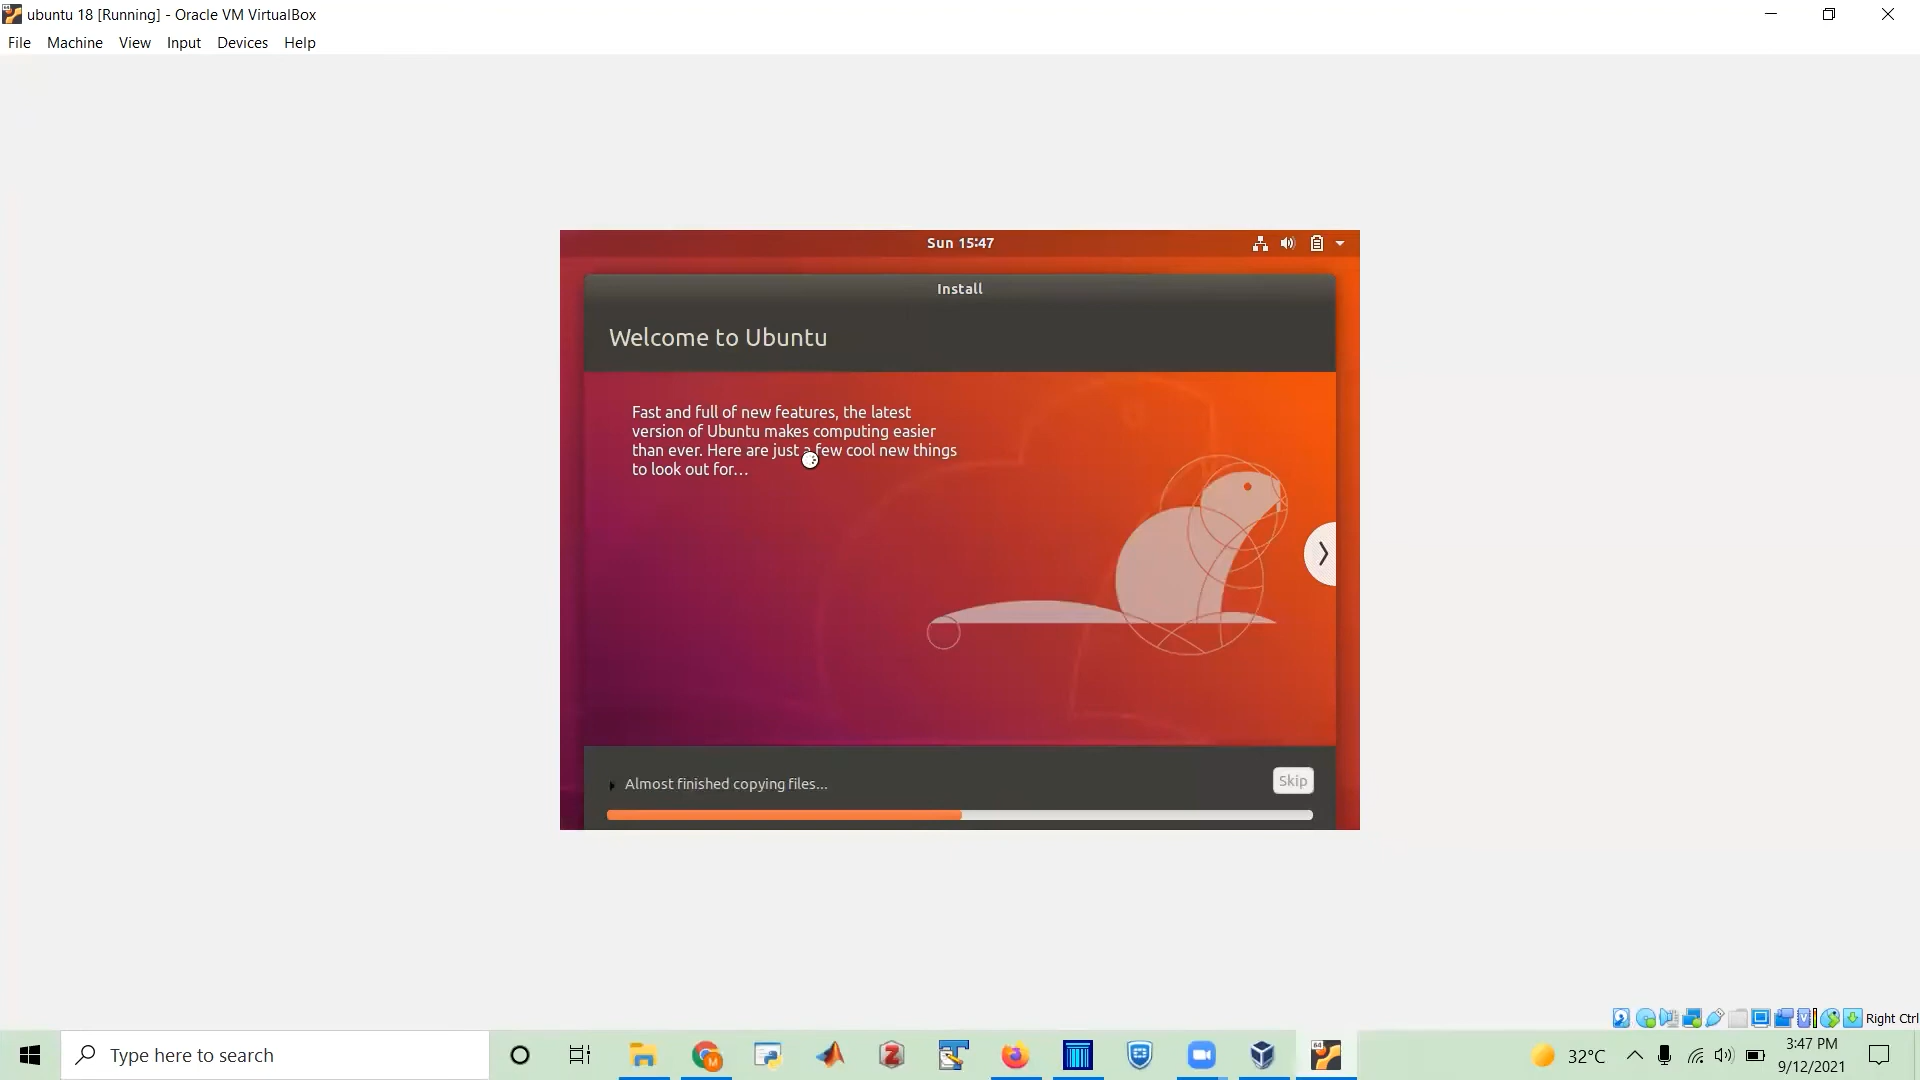 ubuntu 18 [Running] - Oracle VM VirtualBox
File Machine View Input Devices Help
Sun 15:47
Install
Welcome to Ubuntu
Fast and full of new features, the latest
version of Ubuntu makes computing easier
than ever. Here are just a few cool new things
to look out for...
Almost finished copying files...
Skip
Right Ctrl
Type here to search
32°C
3:47 PM
9/12/2021